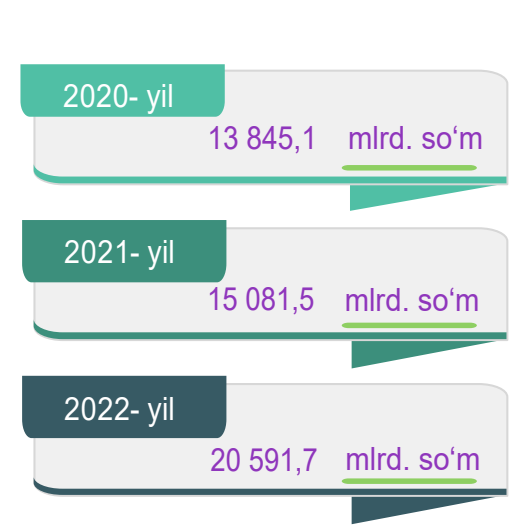 2020- yil
13 845,1 mlrd. so‘m
2021- yil
15 081,5 mlrd. so‘m
2022- yil
20 591,7 mlrd. so‘m